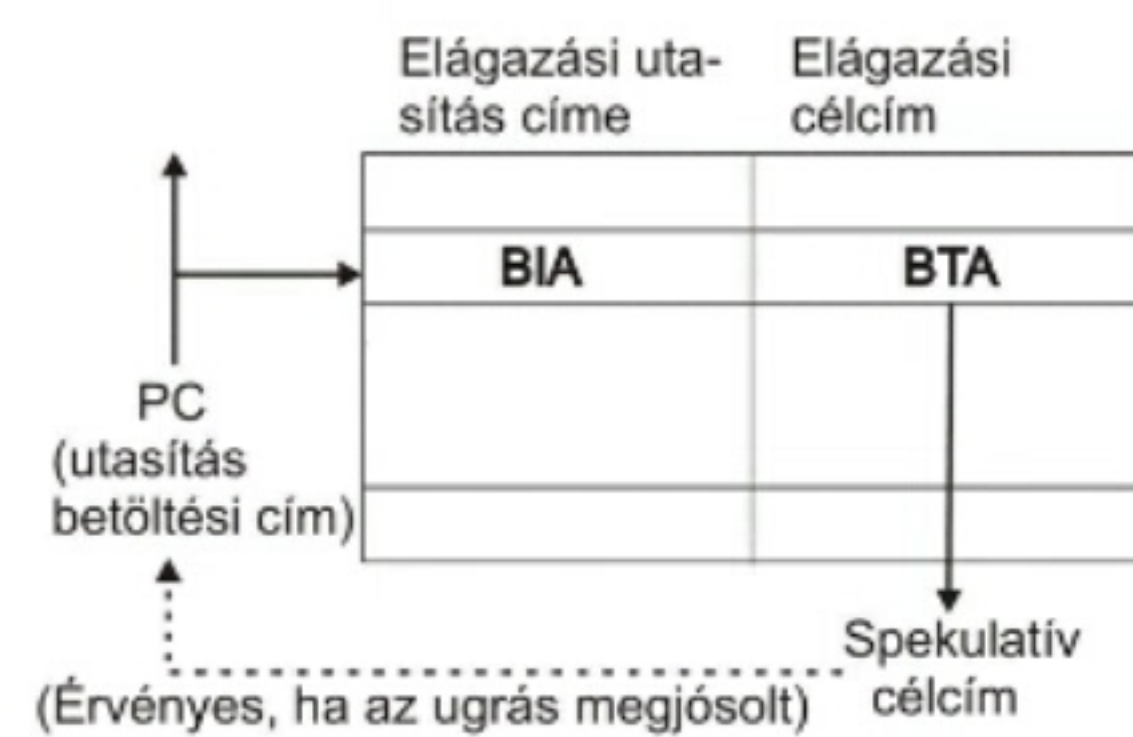 Elágazási uta-
sítás címe
Elágazási
célcím
BIA
BTA
PC
(utasítás
betöltési cím)
Spekulatív
célcím
(Érvényes, ha az ugrás megjósolt)